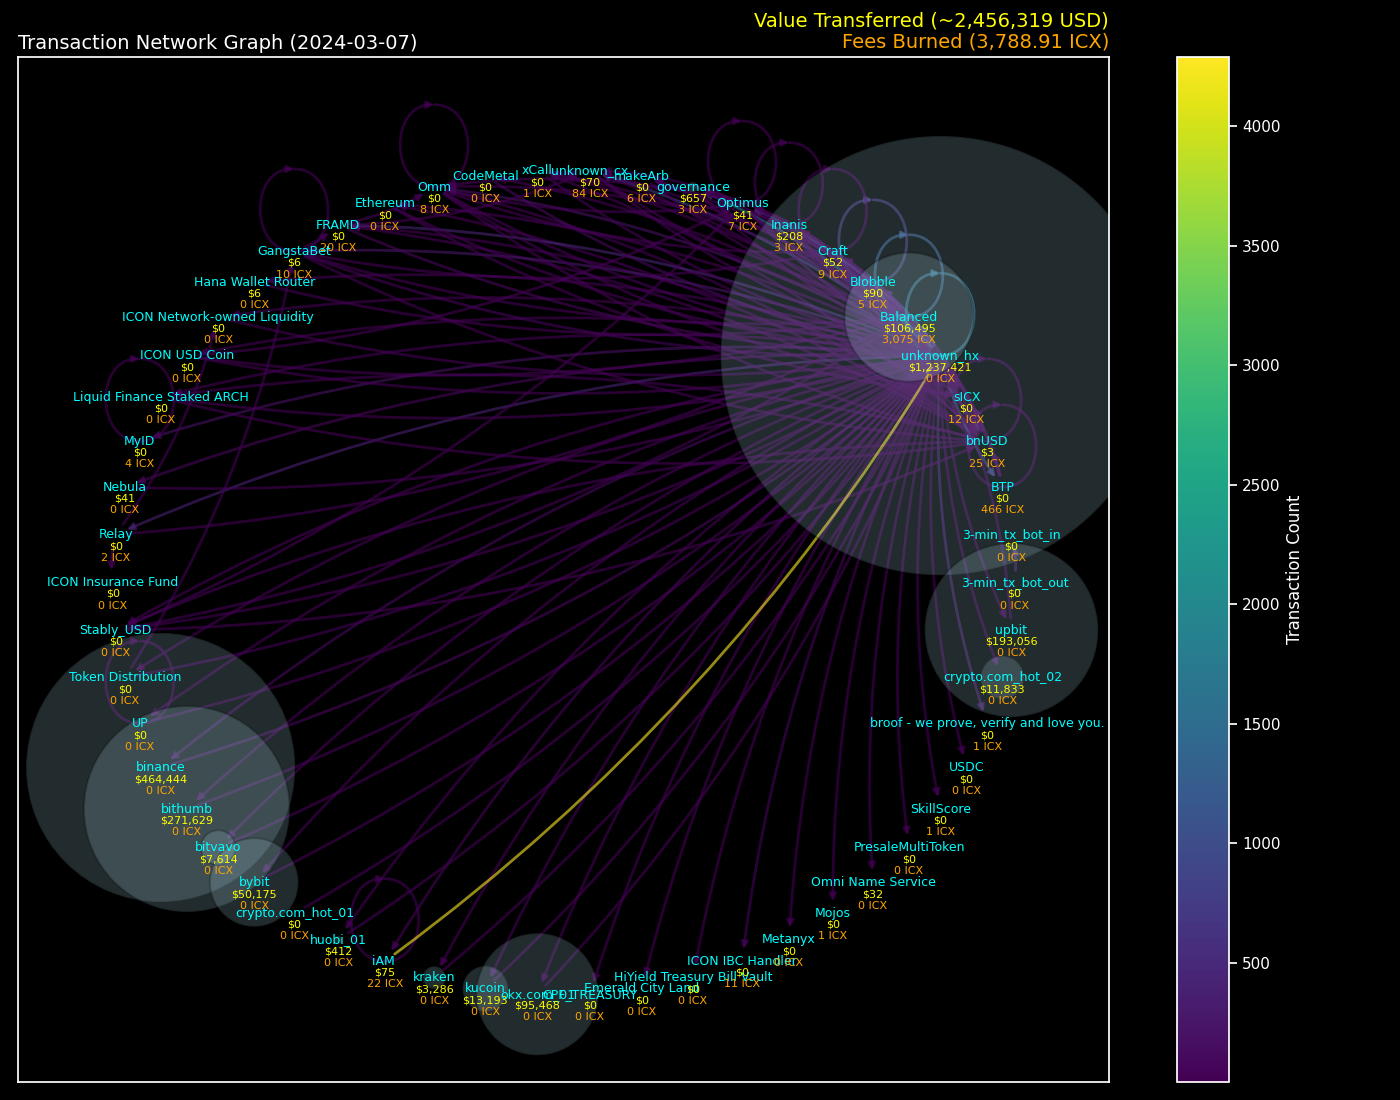 Value Transferred (~2,456,319 USD)
Transaction Network Graph (2024-03-07)
Fees Burned (3,788.91 ICX)
xCall
$0
1 ICX
unknown_cx
$70
84 ICX
_makeArb
$0
6 ICX
CodeMetal
$0
0 ICX
governance
$657
3 ICX
Omm
$0
8 ICX
Optimus
$41
7 ICX
Ethereum
$0
0 ICX
Inanis
$208
3 ICX
FRAMD
$0
20 ICX
Craft
$52
9 ICX
GangstaBet
$6
10 ICX
Blobble
$90
5 ICX
Hana Wallet Router
$6
0 ICX
Balanced
$106,495
3,075 ICX
ICON Network-owned Liquidity
$0
0 ICX
unknown_hx
$1,237,421
0 ICX
ICON USD Coin
$0
0 ICX
sICX
$0
12 ICX
Liquid Finance Staked ARCH
$0
0 ICX
bnUSD
$3
25 ICX
MyID
$0
4 ICX
BTP
$0
466 ICX
Nebula
$41
0 ICX
3-min_tx_bot_in
$0
0 ICX
Relay
$0
2 ICX
3-min_tx_bot_out
$0
0 ICX
ICON Insurance Fund
$0
0 ICX
upbit
$193,056
0 ICX
Stably_USD
$0
0 ICX
crypto.com_hot_02
$11,833
0 ICX
Token Distribution
$0
0 ICX
broof - we prove, verify and love you.
$0
1 ICX
UP
$0
0 ICX
USDC
$0
0 ICX
binance
$464,444
0 ICX
SkillScore
$0
1 ICX
bithumb
$271,629
0 ICX
PresaleMultiToken
$0
0 ICX
bitvavo
$7,614
0 ICX
Omni Name Service
$32
0 ICX
bybit
$50,175
0 ICX
Mojos
$0
1 ICX
crypto.com_hot_01
$0
0 ICX
Metanyx
$0
ICX
huobi_01
$412
0 ICX
ICON IBC Handler
$0
11 ICX
iAM
$75
22 ICX
HiYield Treasury Bill Vault
$0
0 ICX
kraken
$3,286
0 ICX
Emerald City Land
$0
0 ICX
kucoin
$13,193
0 ICX
okx.com_01
$95,468
0 ICX
CPF_TREASURY
$0
0 ICX
4000
3500
3000
2500
2000
1500
1000
500
Transaction Count